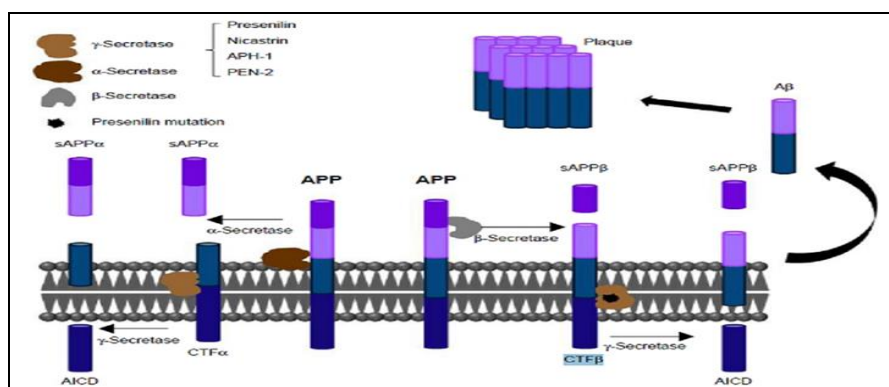 γ-Secretase
Presenilin
Nicastrin
APH-1
PEN-2
α-Secretase
β-Secretase
Presenilin mutation
Plaque
Aβ
sAPPα
sAPPα
APP
APP
sAPPβ
sAPPβ
α-Secretase
β-Secretase
γ-Secretase
CTFα
CTFβ
γ-Secretase
AICD
AICD